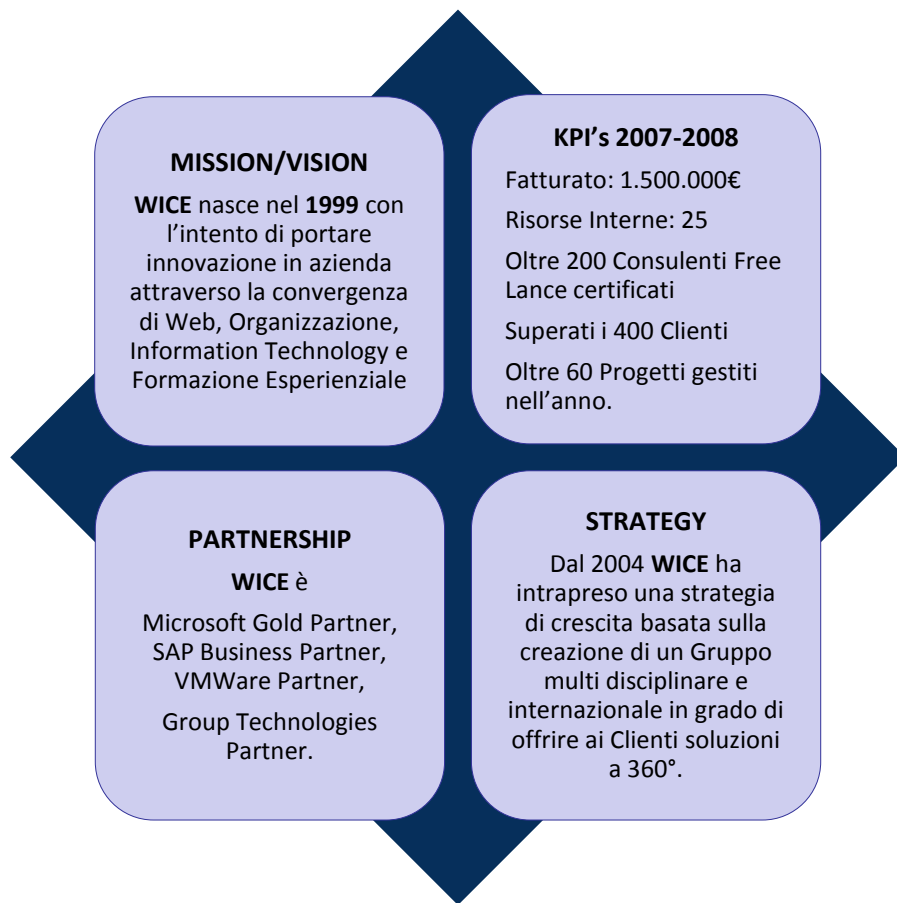 MISSION/VISION
WICE nasce nel 1999 con
l’intento di portare
innovazione in azienda
attraverso la convergenza
di Web, Organizzazione,
Information Technology e
Formazione Esperienziale
KPI’s 2007-2008
Fatturato: 1.500.000€
Risorse Interne: 25
Oltre 200 Consulenti Free
Lance certificati
Superati i 400 Clienti
Oltre 60 Progetti gestiti
nell’anno.
PARTNERSHIP
WICE è
Microsoft Gold Partner,
SAP Business Partner,
VMWare Partner,
Group Technologies
Partner.
STRATEGY
Dal 2004 WICE ha
intrapreso una strategia
di crescita basata sulla
creazione di un Gruppo
multi disciplinare e
internazionale in grado di
offrire ai Clienti soluzioni
a 360°.